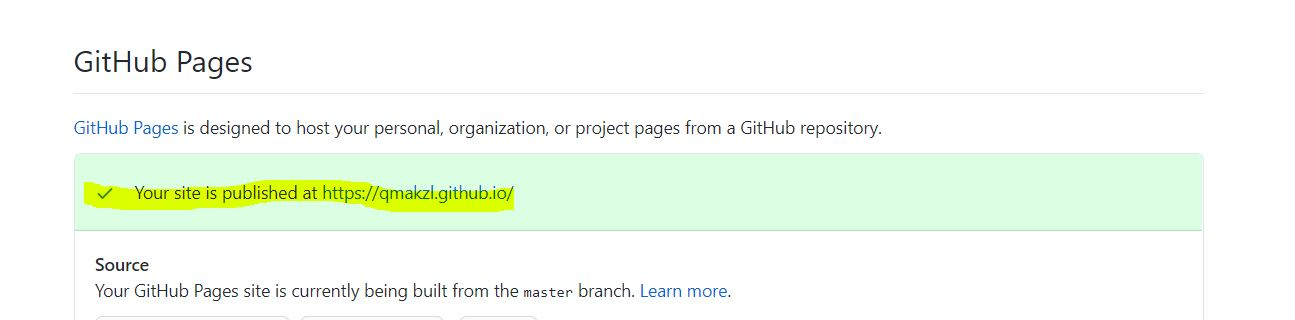 GitHub Pages
GitHub Pages is designed to host your personal, organization, or project pages from a GitHub repository.
Your site is published at https://qmakzl.github.io/
Source
Your GitHub Pages site is currently being built from the master branch. Learn more.